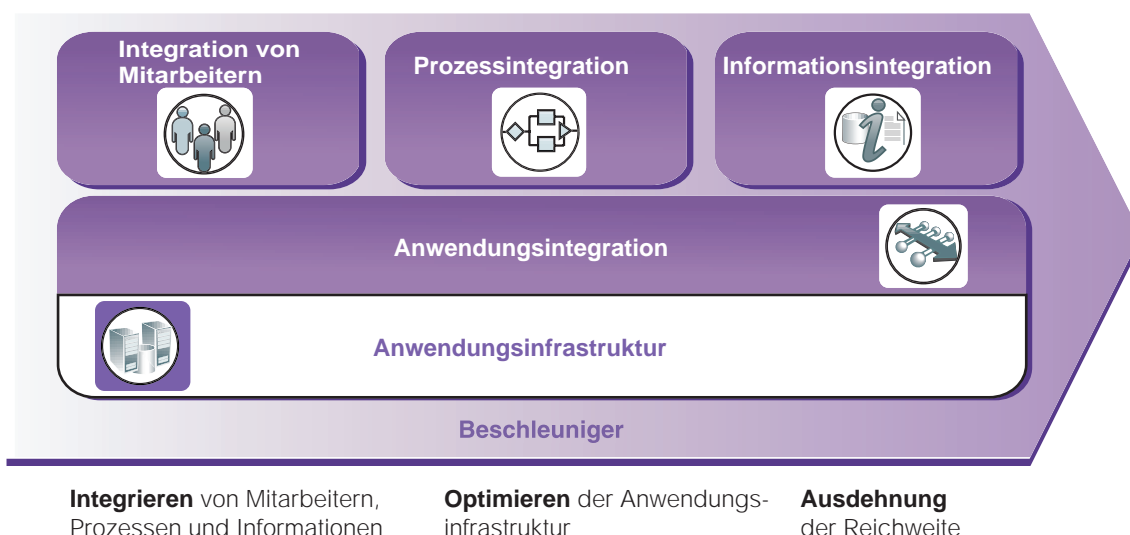 Integration von
Mitarbeitern
Prozessintegration
Informationsintegration
Anwendungsintegration
Anwendungsinfrastruktur
Beschleuniger
Integrieren von Mitarbeitern,
Prozessen und Informationen
Optimieren der Anwendungs-
infrastruktur
Ausdehnung
der Reichweite